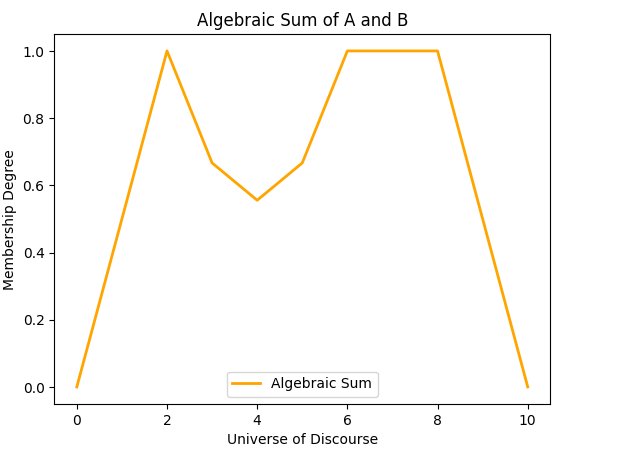 Algebraic Sum of A and B
Membership Degree
1.0
0.8
0.6
0.4
0.2
0.0
Algebraic Sum
0 2 4 6 8 10
Universe of Discourse